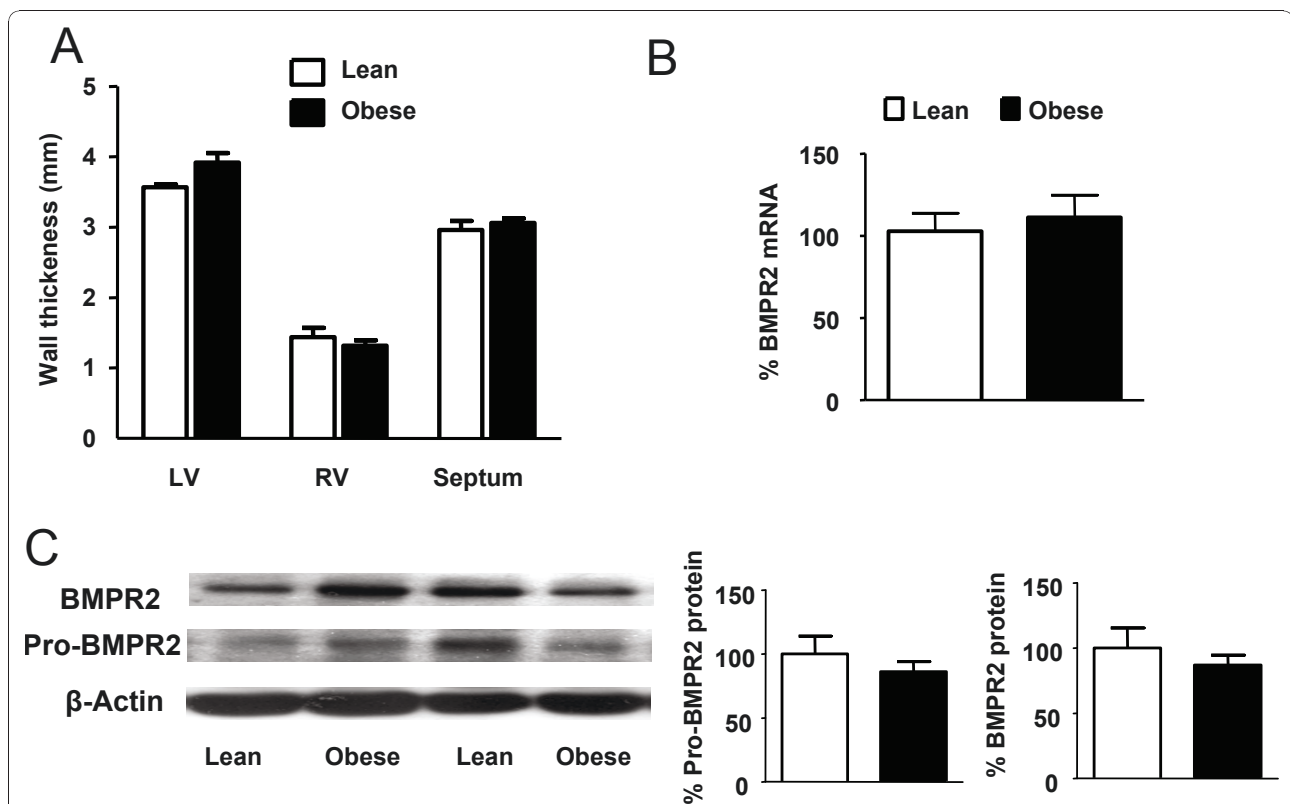 A
Lean
Obese
5
4
3
2
1
0
Wall thickeness (mm)
LV RV Septum
B
Lean Obese
150
100
50
0
% BMPR2 mRNA
C
BMPR2
Pro-BMPR2
β-Actin
Lean Obese Lean Obese
% Pro-BMPR2 protein
150
100
50
0
% BMPR2 protein
150
100
50
0